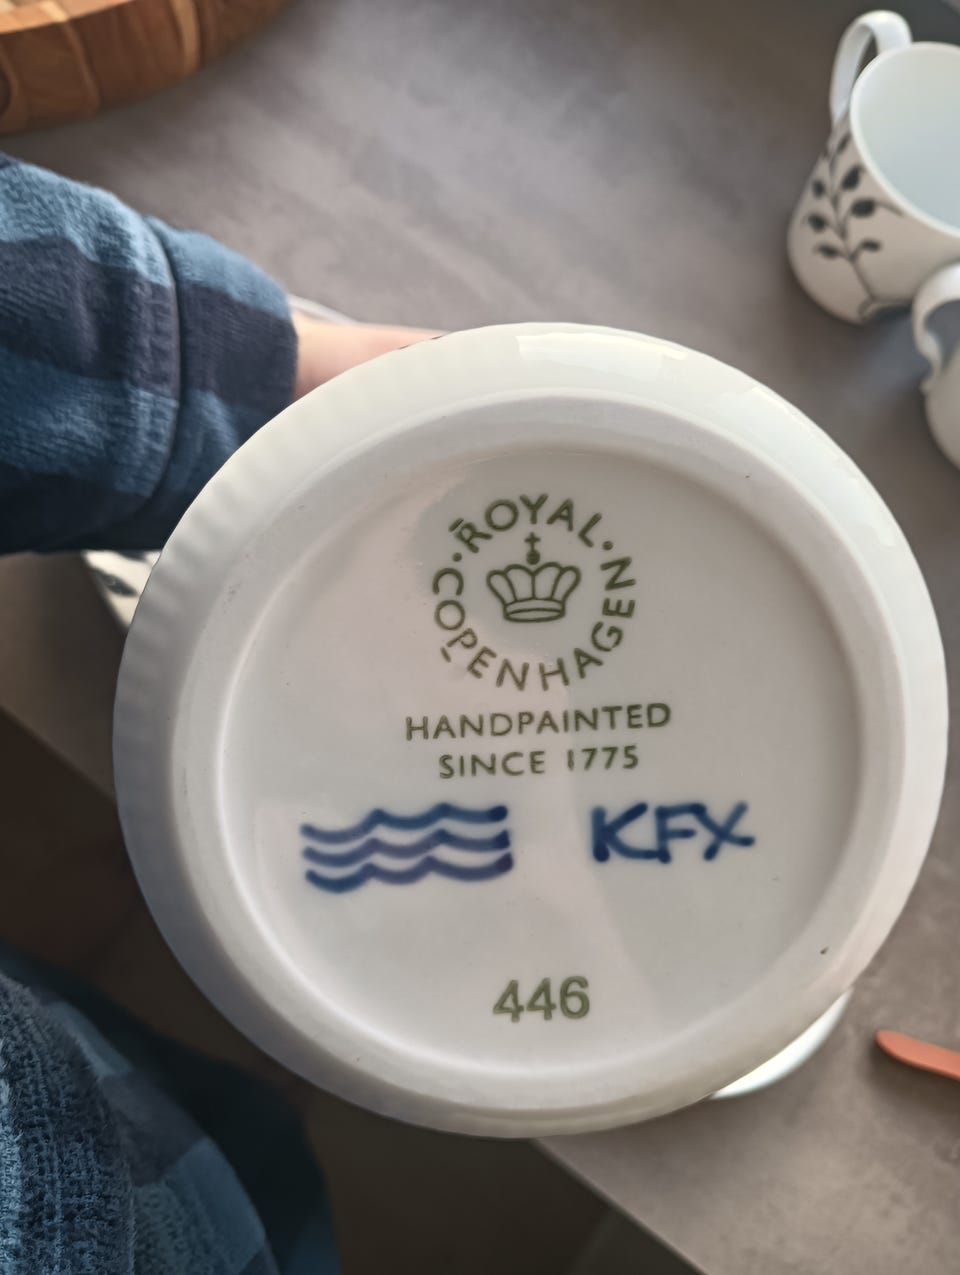 ROYAL
COPENHAGEN
HANDPAINTED
SINCE 1775
KFX
446